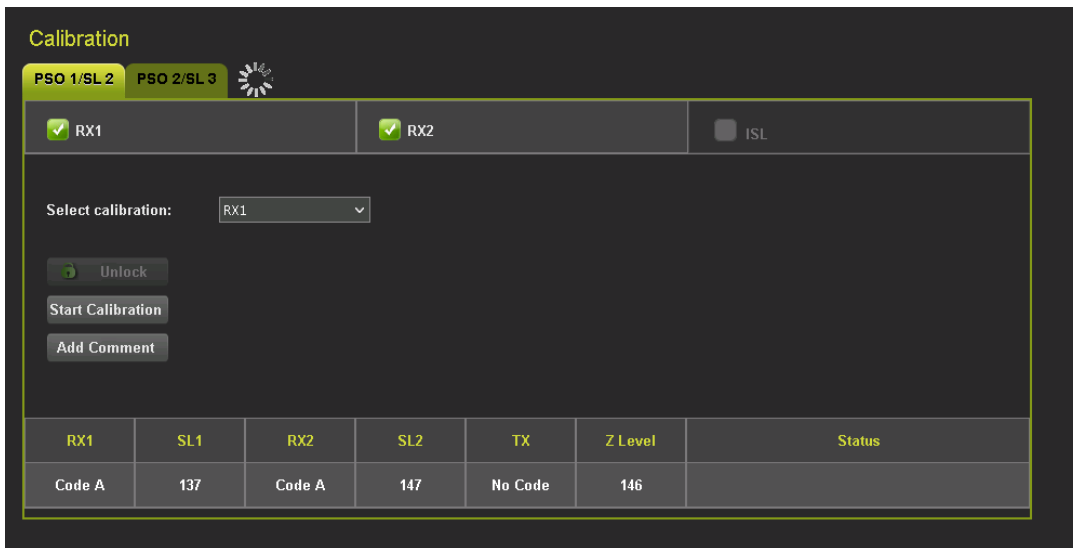 Calibration
PSO 1/SL 2 PSO 2/SL 3
RX1 RX2 ISL
Select calibration: RX1
Unlock
Start Calibration
Add Comment
RX1 SL1 RX2 SL2 TX Z Level Status
Code A 137 Code A 147 No Code 146